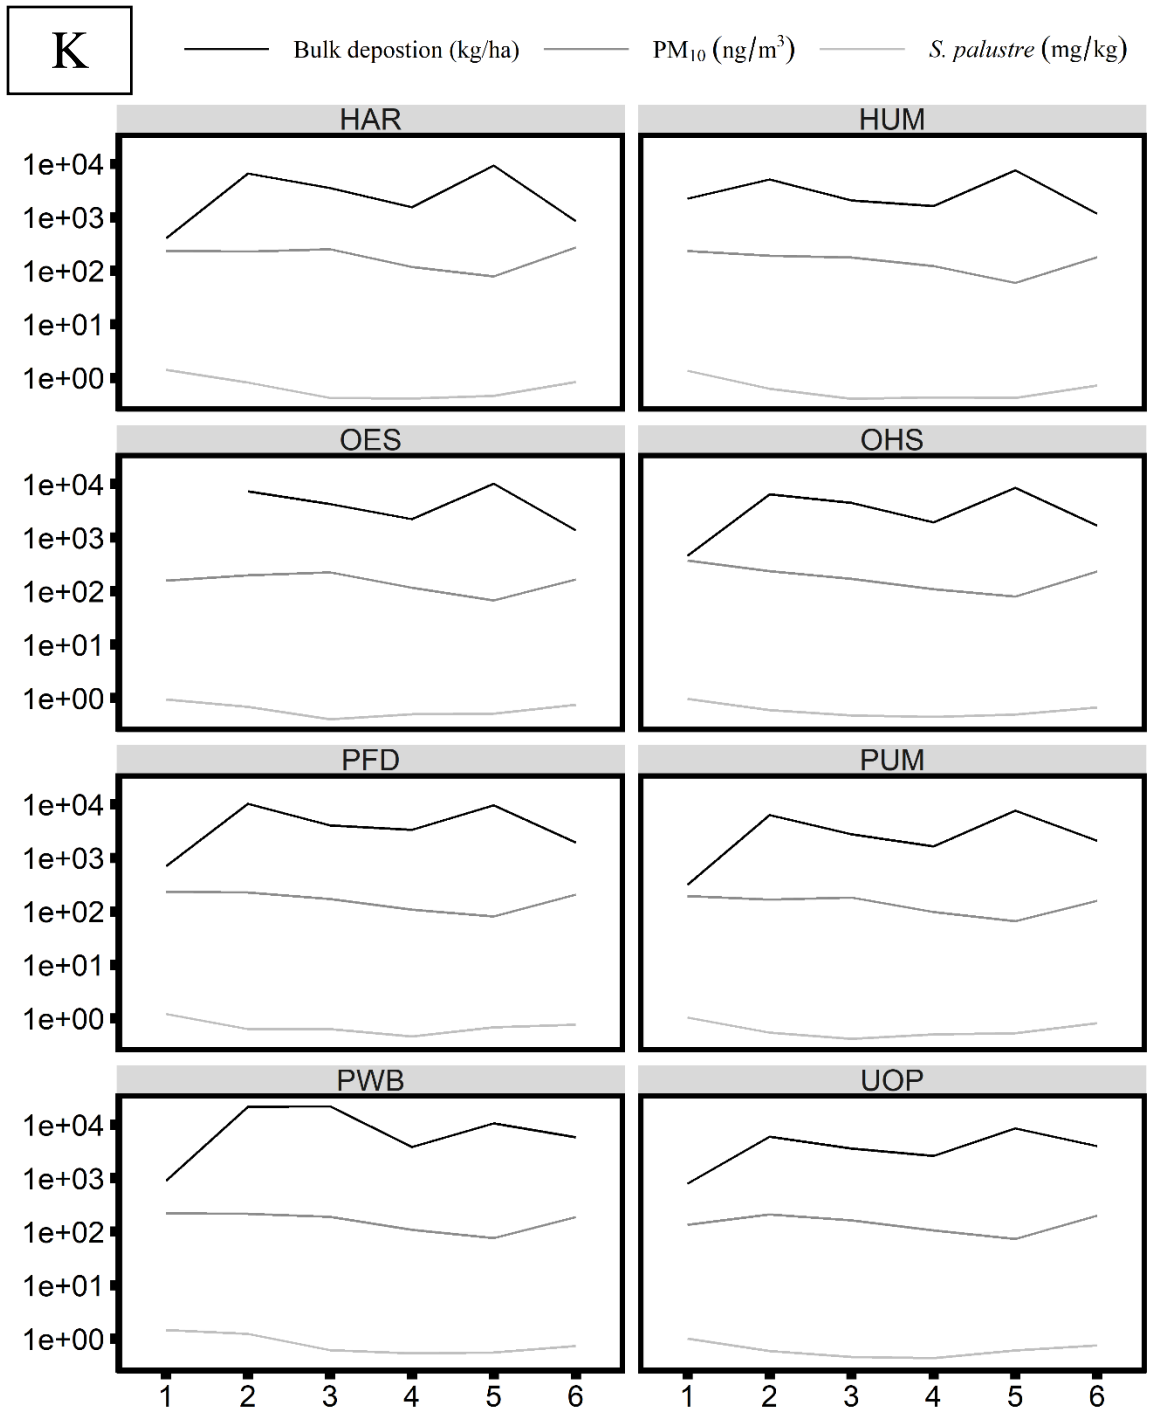 K
Bulk depostion (kg/ha) PM₁₀ (ng/m³) S. palustre (mg/kg)
HAR HUM
1e+04
1e+03
1e+02
1e+01
1e+00
OES OHS
1e+04
1e+03
1e+02
1e+01
1e+00
PFD PUM
1e+04
1e+03
1e+02
1e+01
1e+00
PWB UOP
1e+04
1e+03
1e+02
1e+01
1e+00
1 2 3 4 5 6 1 2 3 4 5 6